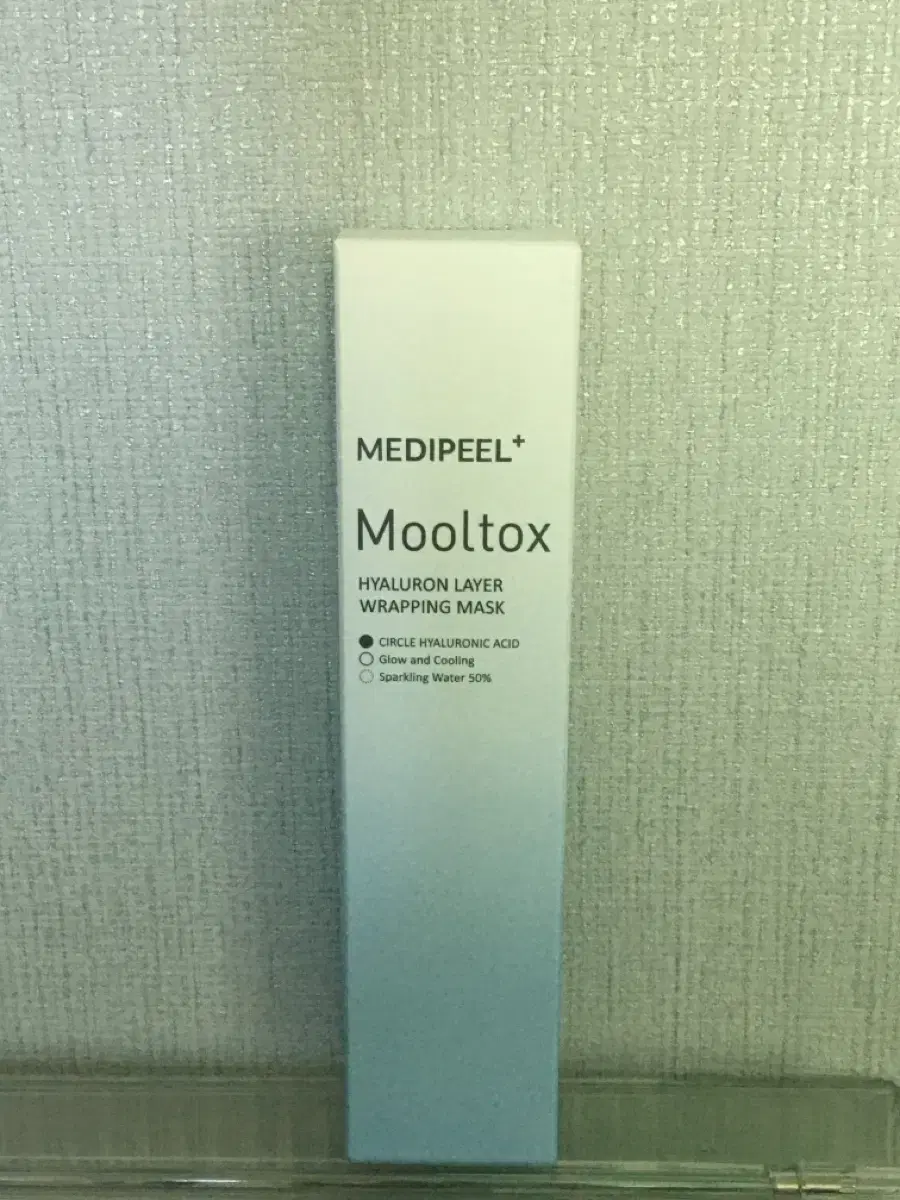 MEDIPEEL+
Mooltox
HYALURON LAYER
WRAPPING MASK
CIRCLE HYALURONIC ACID
Glow and Cooling
Sparkling Water 50%